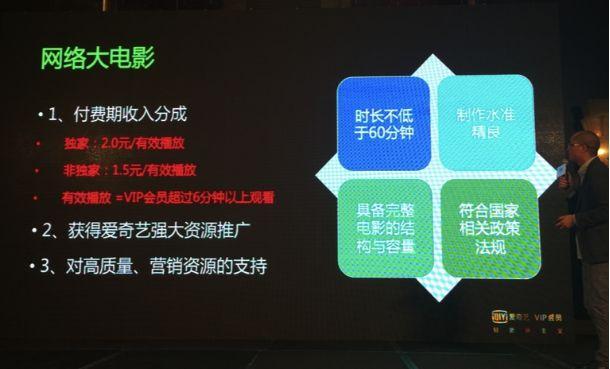 网络大电影
• 1、付费期收入分成
• 独家：2.0元/有效播放
• 非独家：1.5元/有效播放
• 有效播放 =VIP会员超过6分钟以上观看
• 2、获得爱奇艺强大资源推广
• 3、对高质量、营销资源的支持
时长不低
于60分钟
制作水准
精良
具备完整
电影的结
构与容量
符合国家
相关政策
法规
iQIYI 爱奇艺 VIP会员